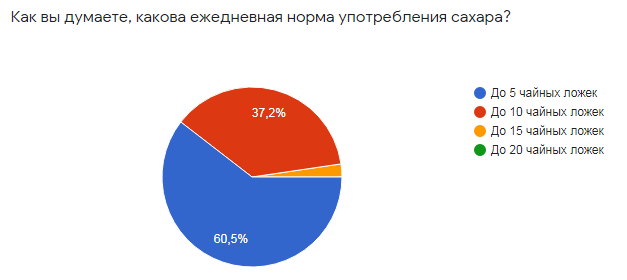 Как вы думаете, какова ежедневная норма употребления сахара?
До 5 чайных ложек
До 10 чайных ложек
До 15 чайных ложек
До 20 чайных ложек
37,2%
60,5%